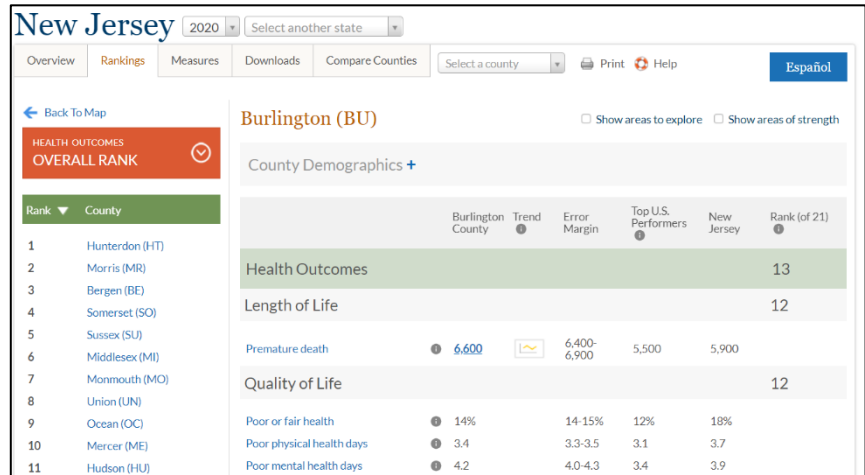 New Jersey 2020 Select another state
Overview Rankings Measures Downloads Compare Counties Select a county Print Help Español
Back To Map
HEALTH OUTCOMES
OVERALL RANK
Rank County
1 Hunterdon (HT)
2 Morris (MR)
3 Bergen (BE)
4 Somerset (SO)
5 Sussex (SU)
6 Middlesex (MI)
7 Monmouth (MO)
8 Union (UN)
9 Ocean (OC)
10 Mercer (ME)
11 Hudson (HU)
Burlington (BU) Show areas to explore Show areas of strength
County Demographics +
Burlington County Trend Error Margin Top U.S. Performers New Jersey Rank (of 21)
Health Outcomes 13
Length of Life 12
Premature death 6,600 6,400-6,900 5,500 5,900
Quality of Life 12
Poor or fair health 14% 14-15% 12% 18%
Poor physical health days 3.4 3.3-3.5 3.1 3.7
Poor mental health days 4.2 4.0-4.3 3.4 3.9